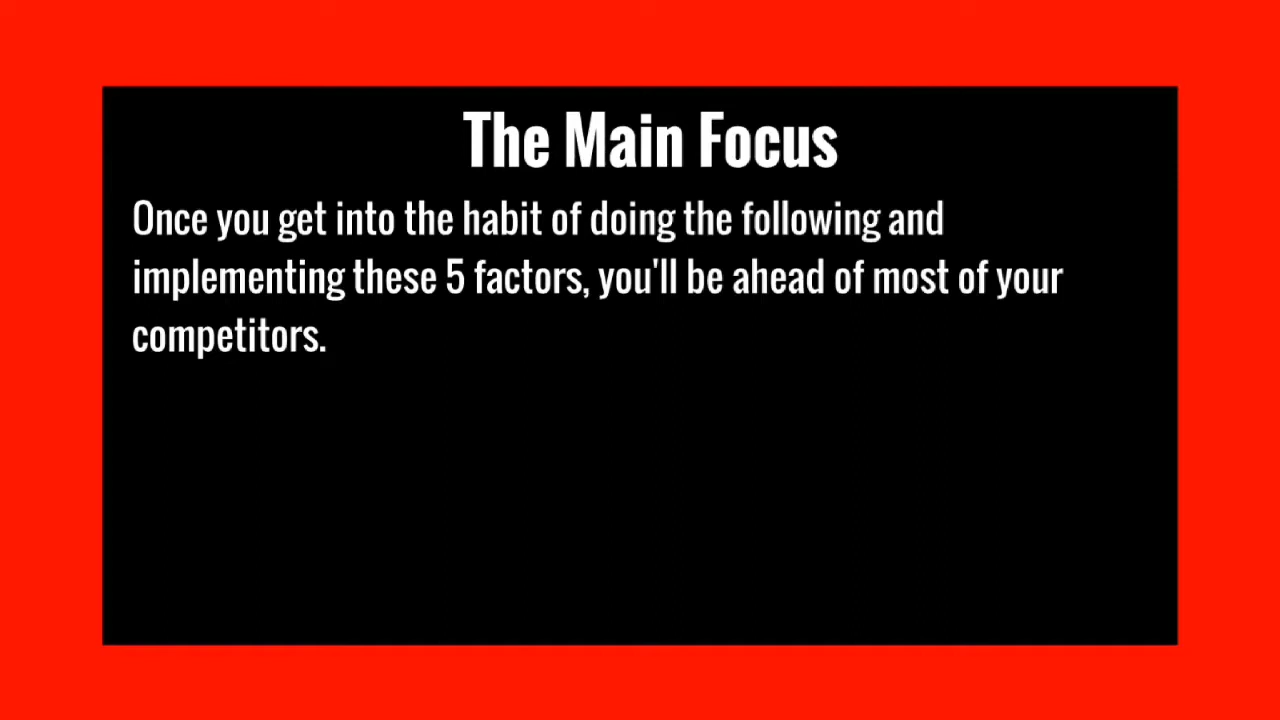 The Main Focus
Once you get into the habit of doing the following and
implementing these 5 factors, you'll be ahead of most of your
competitors.